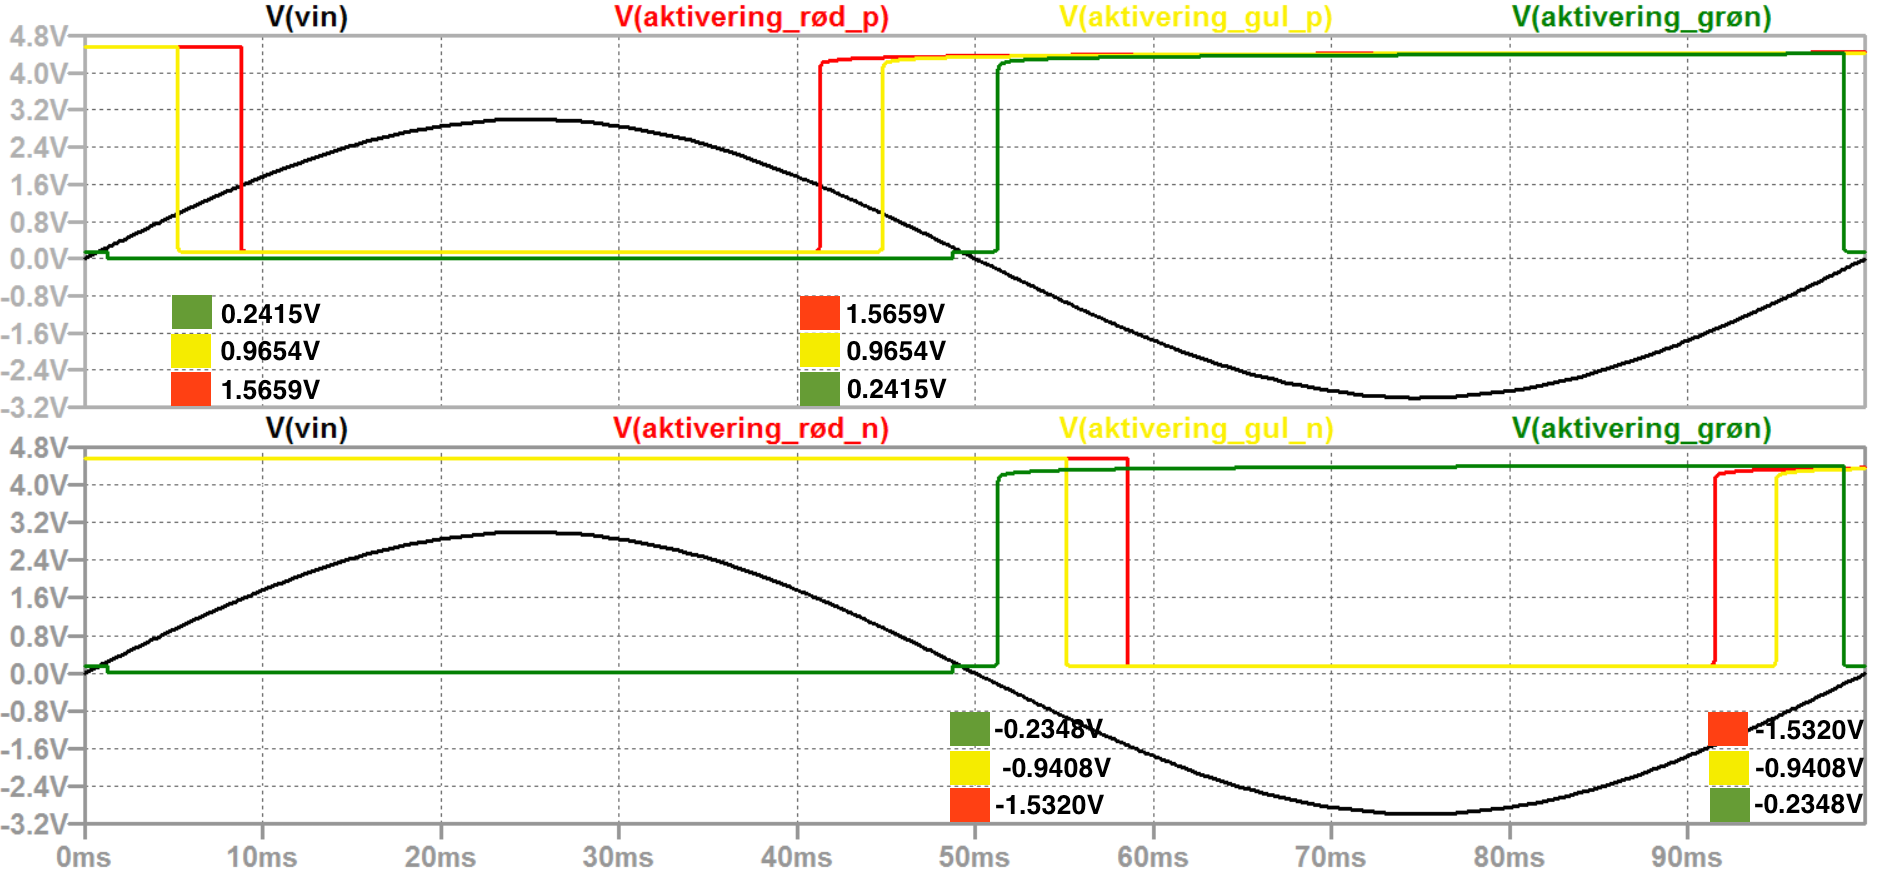 V(vin) V(aktivering_rød_p) V(aktivering_gul_p) V(aktivering_grøn)
4.8V
4.0V
3.2V
2.4V
1.6V
0.8V
0.0V
-0.8V
-1.6V
-2.4V
-3.2V
0.2415V
0.9654V
1.5659V
1.5659V
0.9654V
0.2415V
V(vin) V(aktivering_rød_n) V(aktivering_gul_n) V(aktivering_grøn)
4.8V
4.0V
3.2V
2.4V
1.6V
0.8V
0.0V
-0.8V
-1.6V
-2.4V
-3.2V
-0.2348V
-0.9408V
-1.5320V
-1.5320V
-0.9408V
-0.2348V
0ms 10ms 20ms 30ms 40ms 50ms 60ms 70ms 80ms 90ms